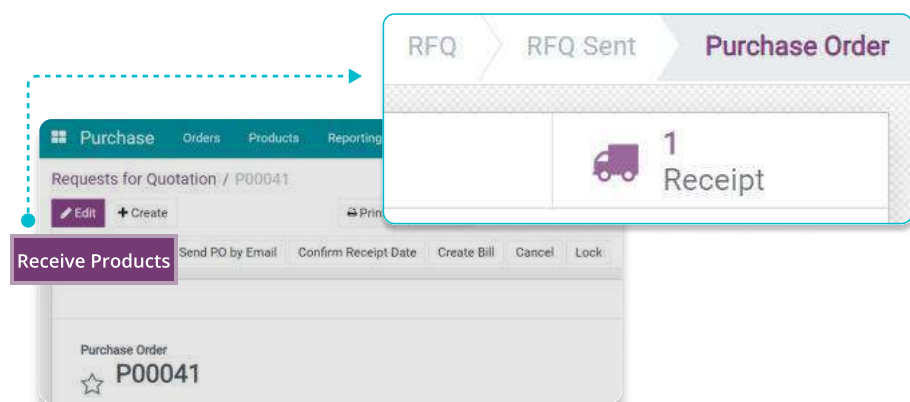 RFQ RFQ Sent Purchase Order
1
Receipt
Purchase Orders Products Reporting
Requests for Quotation / P00041
Edit + Create
Receive Products Send PO by Email Confirm Receipt Date Create Bill Cancel Lock
Purchase Order
P00041